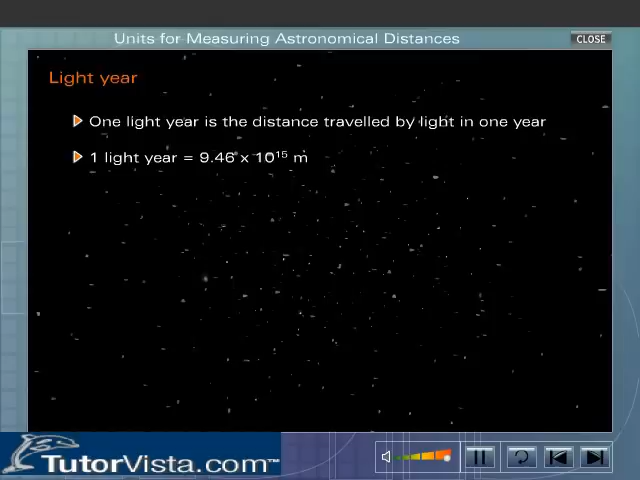 Units for Measuring Astronomical Distances
CLOSE
Light year
One light year is the distance travelled by light in one year
1 light year = 9.46 x 10¹⁵ m
TutorVista.com™